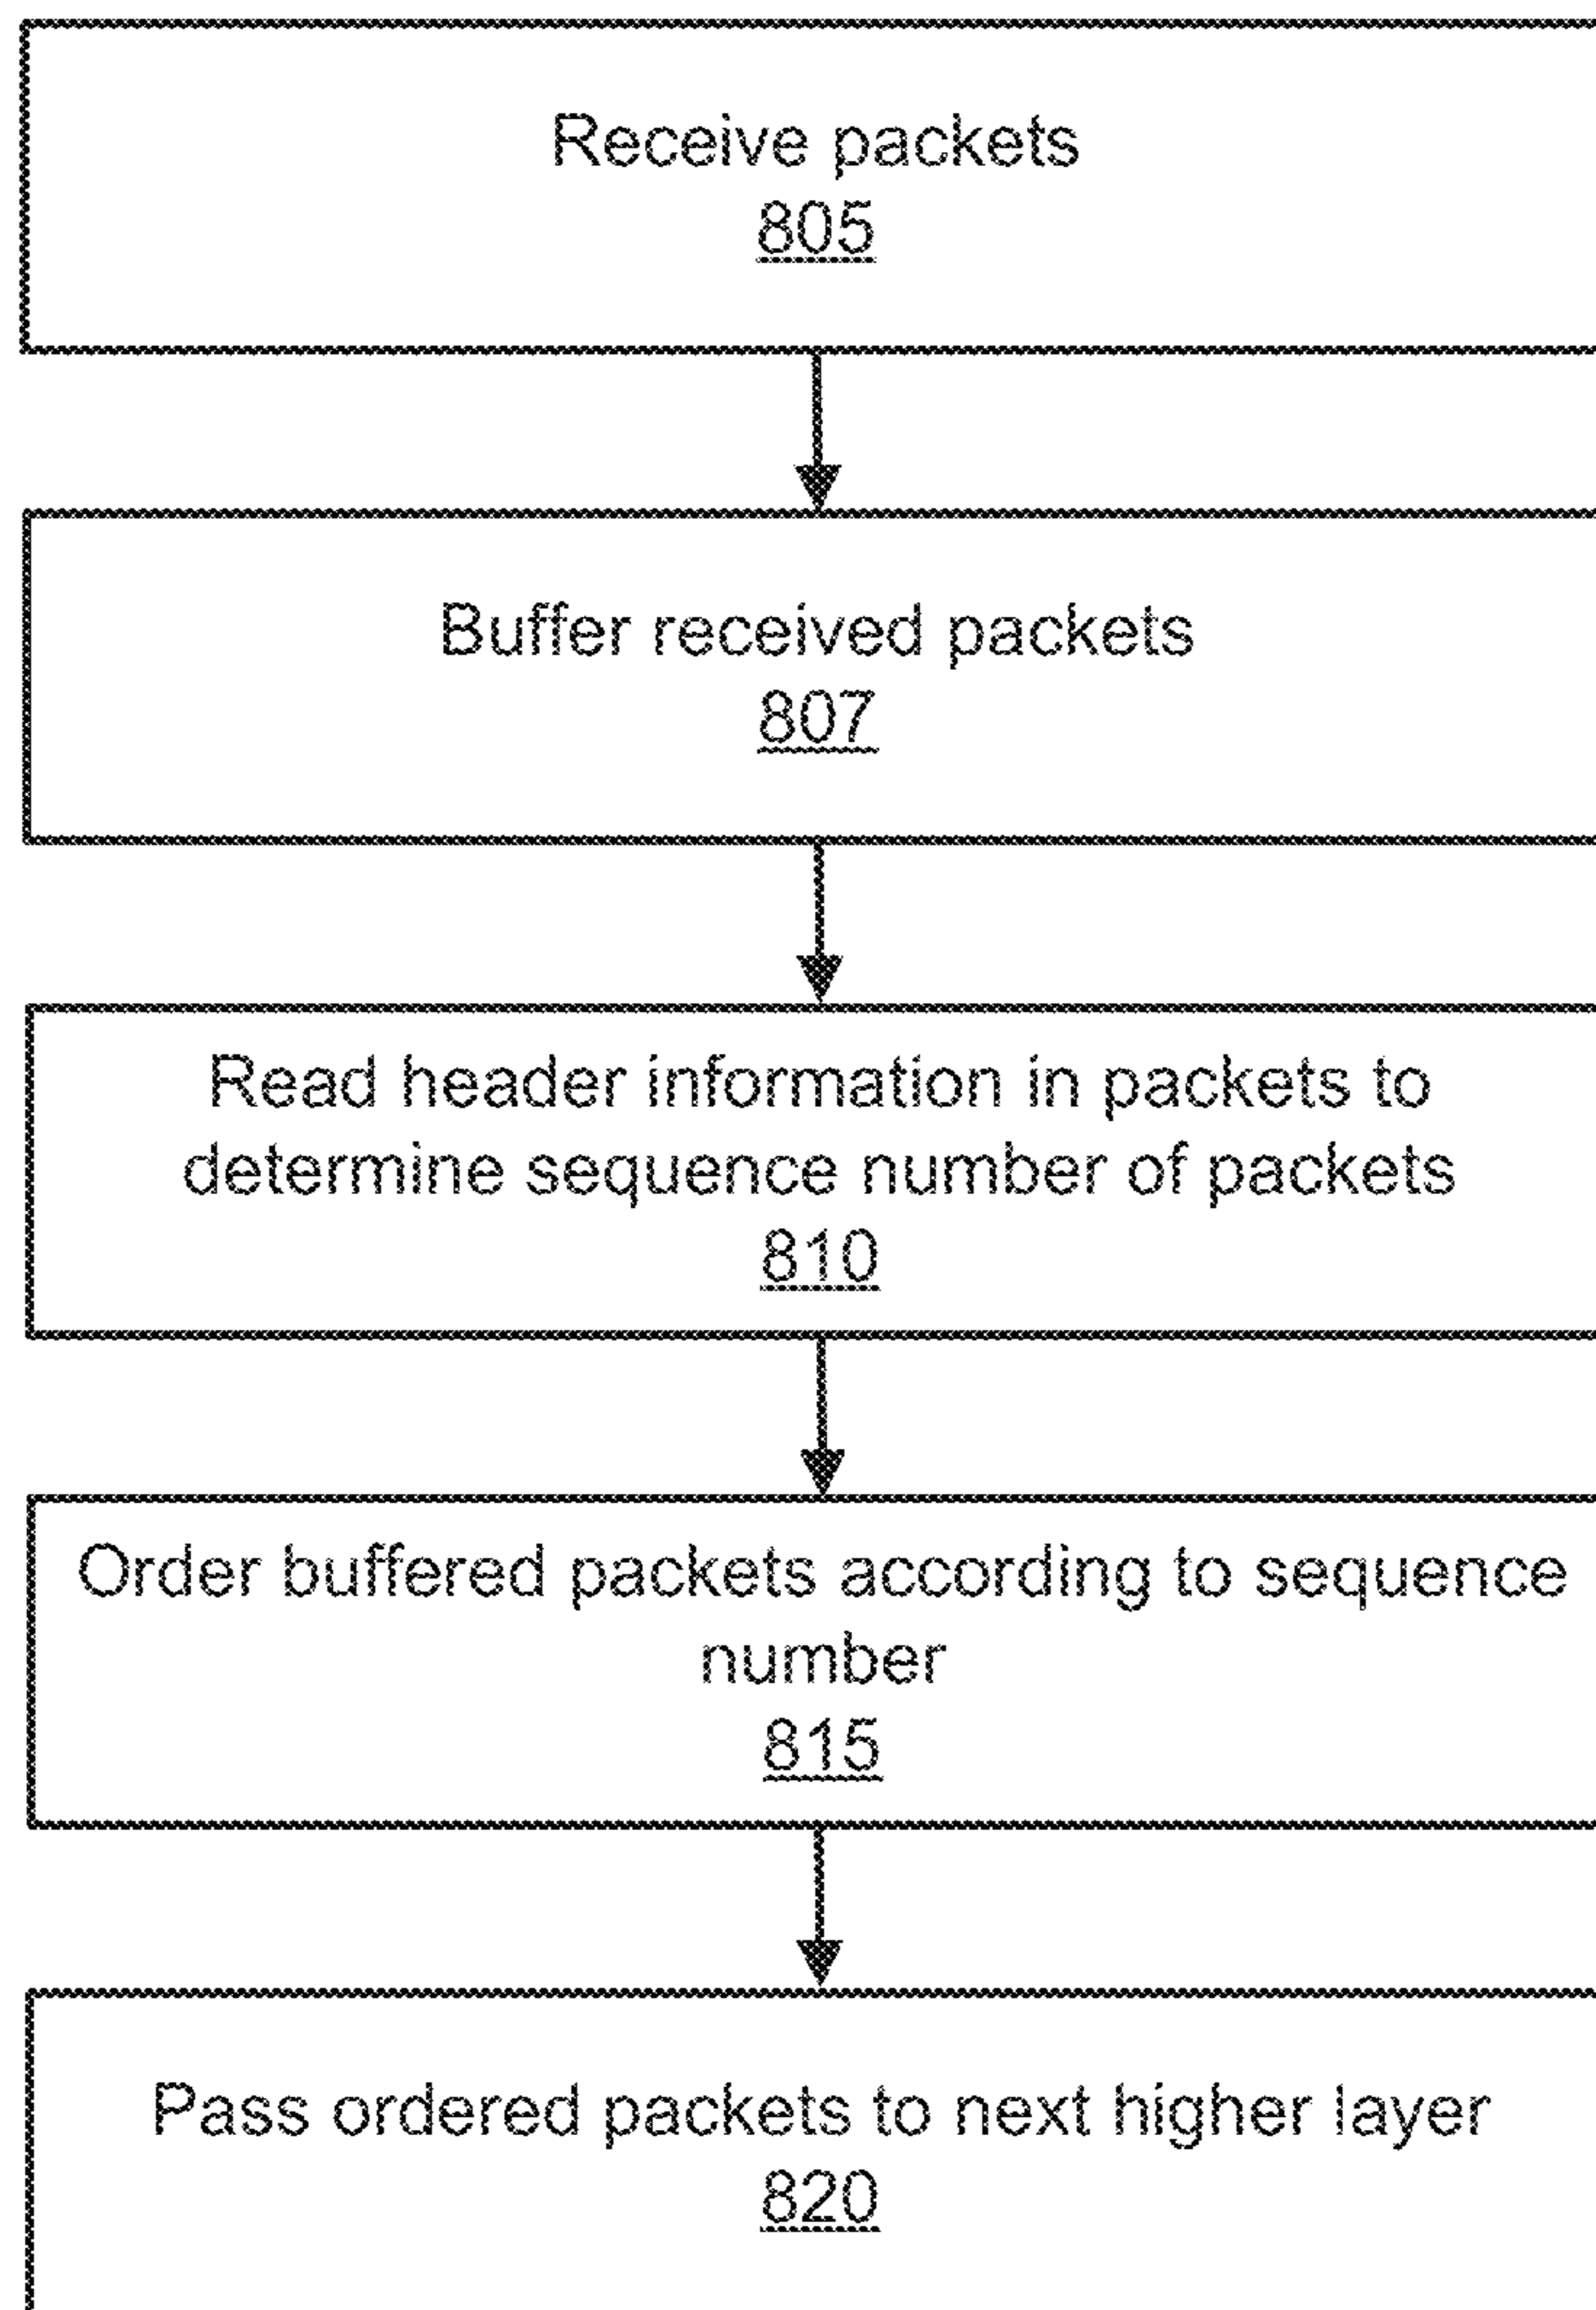 Receive packets
805
Buffer received packets
807
Read header information in packets to
determine sequence number of packets
810
Order buffered packets according to sequence
number
815
Pass ordered packets to next higher layer
820